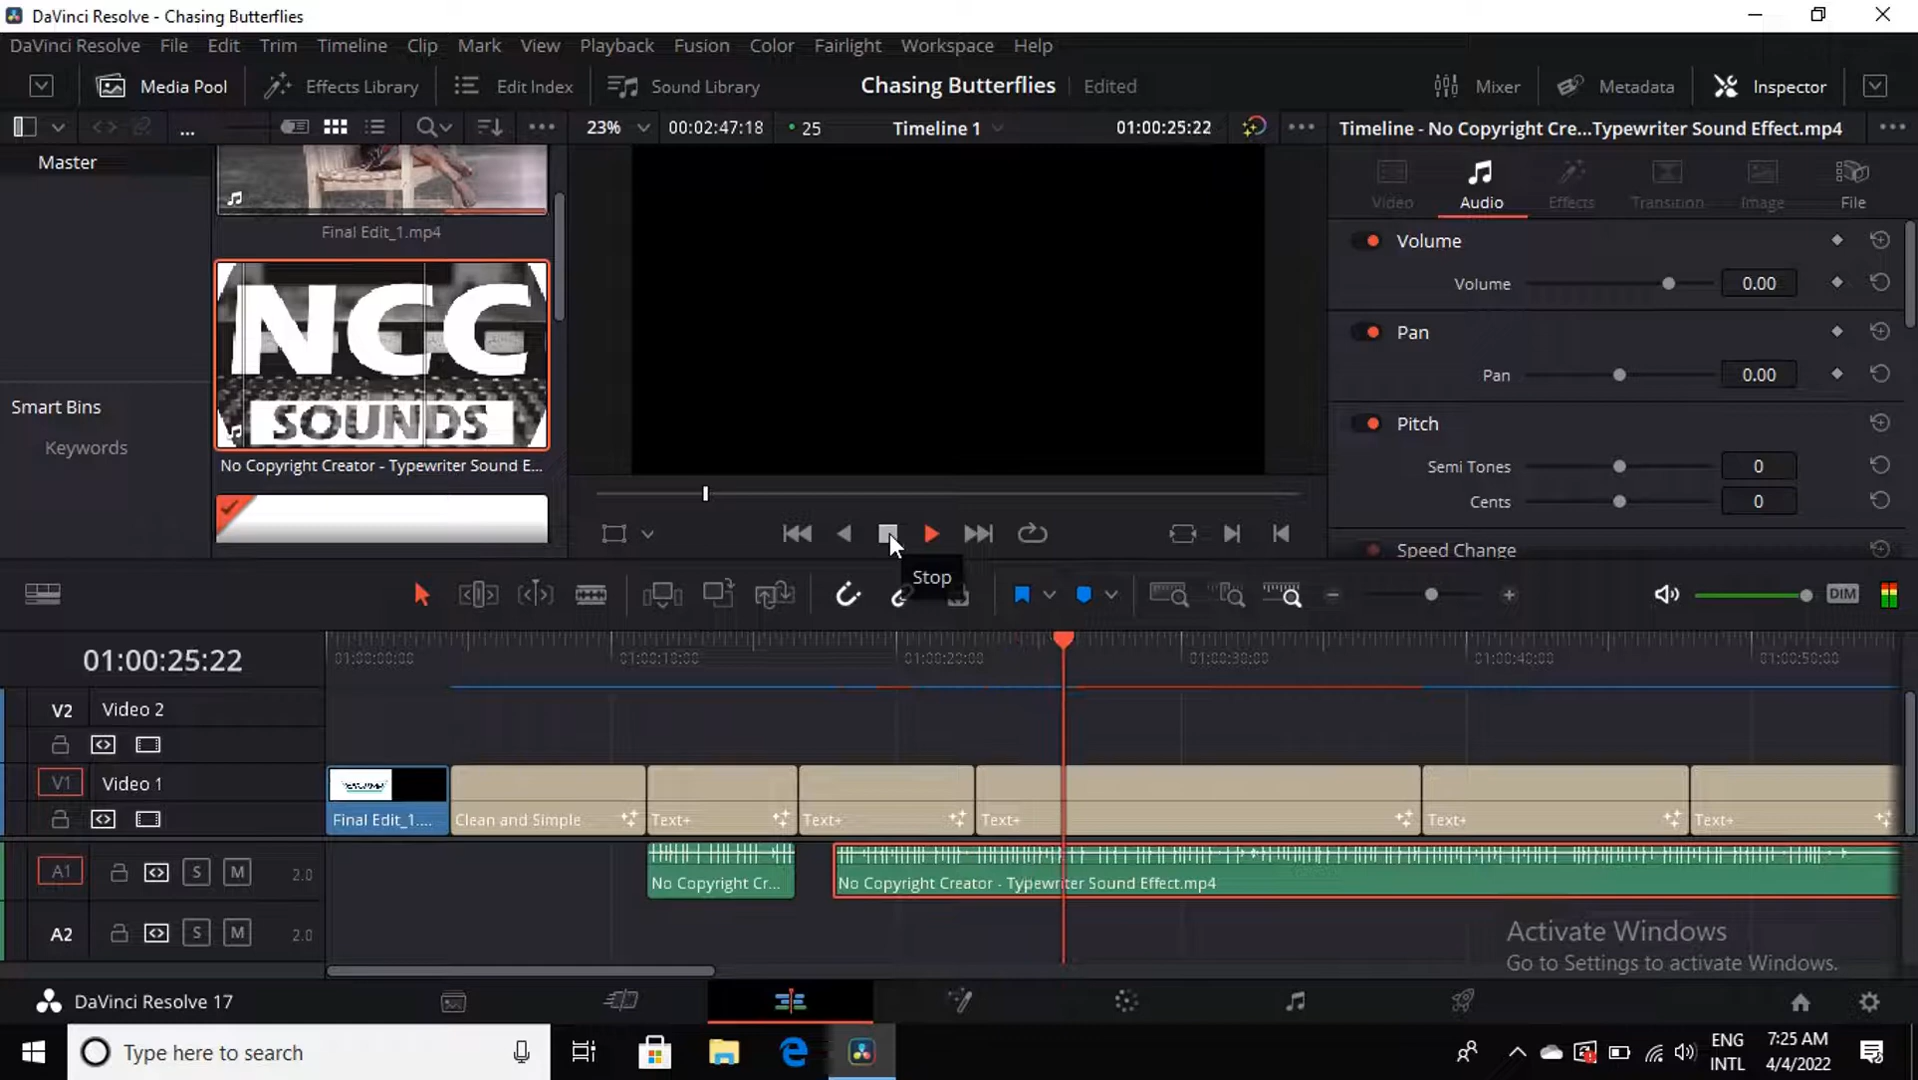 DaVinci Resolve - Chasing Butterflies
DaVinci Resolve File Edit Trim Timeline Clip Mark View Playback Fusion Color Fairlight Workspace Help
Media Pool Effects Library Edit Index Sound Library Chasing Butterflies Edited Mixer Metadata Inspector
... 23% 00:02:47:18 25 Timeline 1 01:00:25:22 Timeline - No Copyright Cre...Typewriter Sound Effect.mp4
Master
Final Edit_1.mp4
NCC
SOUNDS
No Copyright Creator - Typewriter Sound E...
Smart Bins
Keywords
Video Audio Effects Transition Image File
Volume
Volume 0.00
Pan
Pan 0.00
Pitch
Semi Tones 0
Cents 0
Speed Change
Stop
DIM
01:00:25:22
01:00:00:00 01:00:10:00 01:00:20:00 01:00:30:00 01:00:40:00 01:00:50:00
V2 Video 2
V1 Video 1
Final Edit_1.... Clean and Simple Text+ Text+ Text+ Text+ Text+
A1 S M 2.0
No Copyright Cr... No Copyright Creator - Typewriter Sound Effect.mp4
A2 S M 2.0
Activate Windows
Go to Settings to activate Windows.
DaVinci Resolve 17
Type here to search
ENG
INTL
7:25 AM
4/4/2022